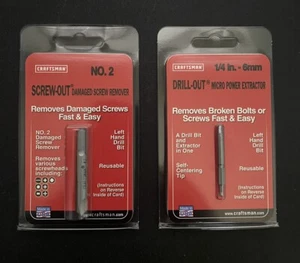 CRAFTSMAN
NO. 2
SCREW-OUT®
DAMAGED SCREW REMOVER
Removes Damaged Screws
Fast & Easy
NO. 2
Damaged
Screw
Remover
Removes
various
screwheads
including:
Left
Hand
Drill
Bit
Reusable
(Instructions
on Reverse
Inside of Card)
www.craftsman.com
CRAFTSMAN
1/4 in. - 6mm
DRILL-OUT®
MICRO POWER EXTRACTOR
Removes Broken Bolts or
Screws Fast & Easy
A Drill Bit
and
Extractor
in One
Self-
Centering
Tip
Left
Hand
Drill
Bit
Reusable
(Instructions
on Reverse
Inside of Card)
www.craftsman.com